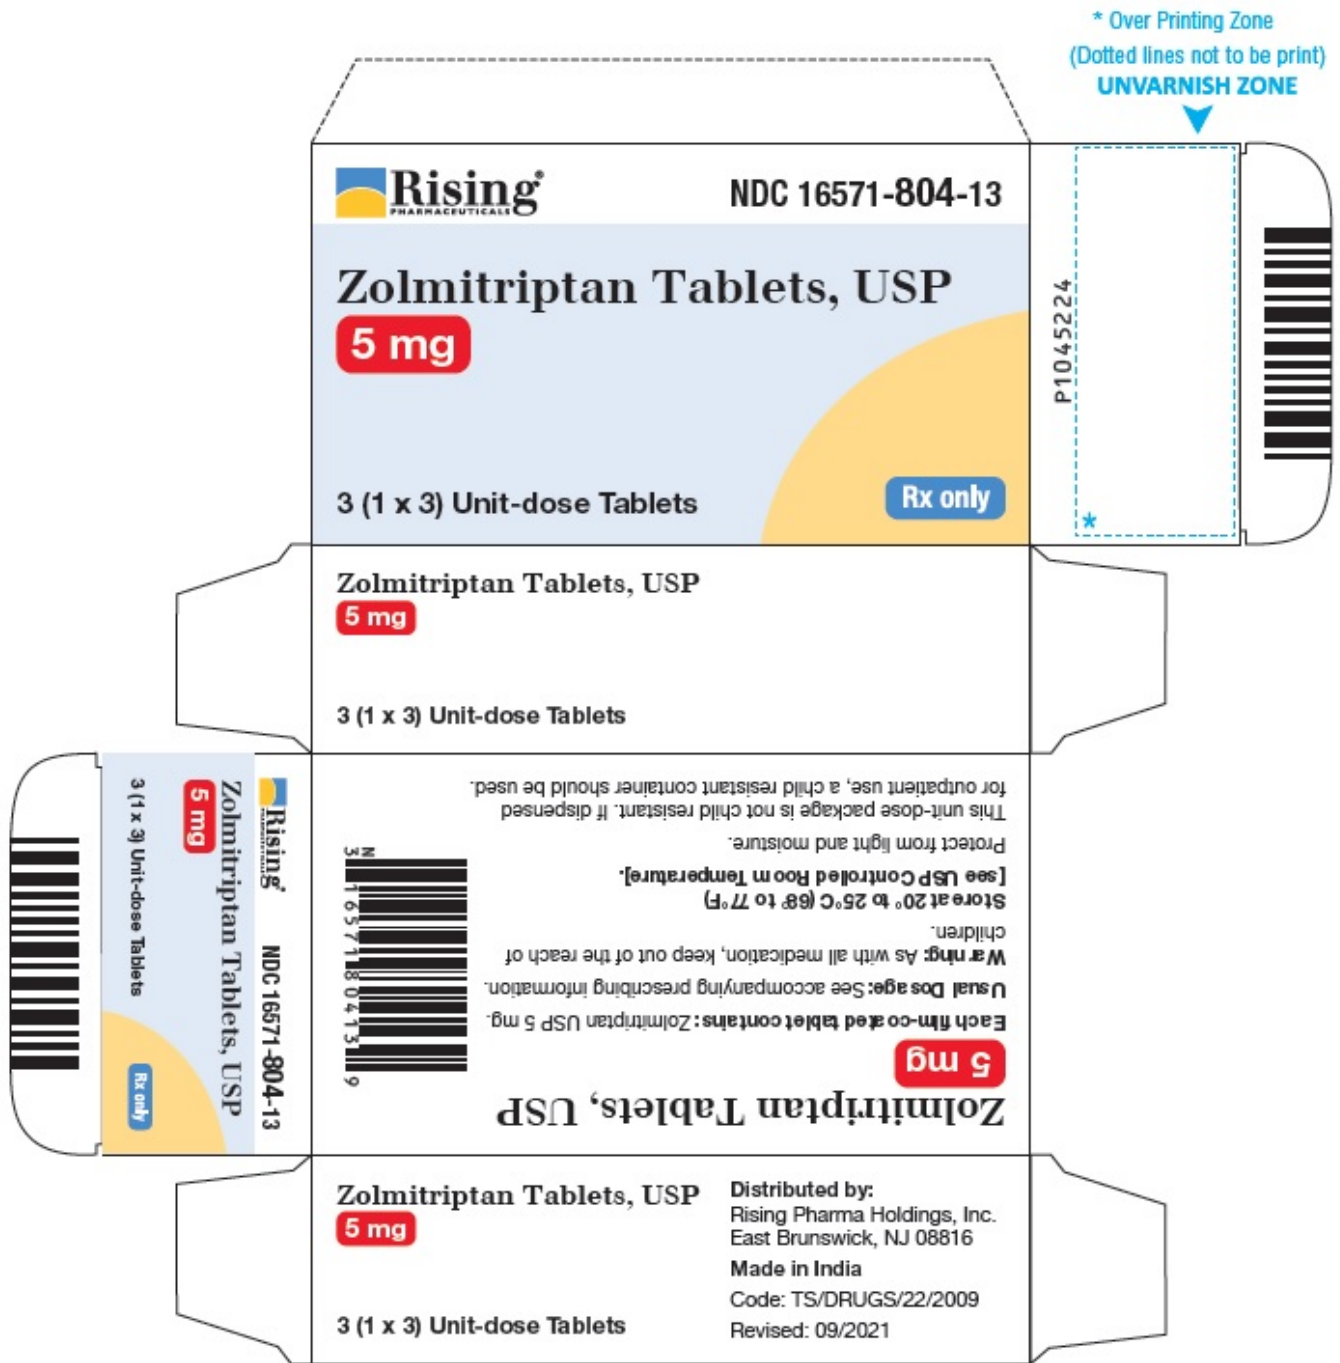 * Over Printing Zone
(Dotted lines not to be print)
UNVARNISH ZONE
Rising®
PHARMACEUTICALS
NDC 16571-804-13
Zolmitriptan Tablets, USP
5 mg
3 (1 x 3) Unit-dose Tablets
Rx only
P1045224
*
Zolmitriptan Tablets, USP
5 mg
3 (1 x 3) Unit-dose Tablets
Rising®
PHARMACEUTICALS
NDC 16571-804-13
Zolmitriptan Tablets, USP
5 mg
3 (1 x 3) Unit-dose Tablets
Rx only
Zolmitriptan Tablets, USP
5 mg
Each film-coated tablet contains: Zolmitriptan USP 5 mg.
Usual Dosage: See accompanying prescribing information.
Warning: As with all medication, keep out of the reach of
children.
Store at 20° to 25°C (68° to 77°F)
[see USP Controlled Room Temperature].
Protect from light and moisture.
This unit-dose package is not child resistant. If dispensed
for outpatient use, a child resistant container should be used.
N
3 16571 80413 9
Zolmitriptan Tablets, USP
5 mg
3 (1 x 3) Unit-dose Tablets
Distributed by:
Rising Pharma Holdings, Inc.
East Brunswick, NJ 08816
Made in India
Code: TS/DRUGS/22/2009
Revised: 09/2021